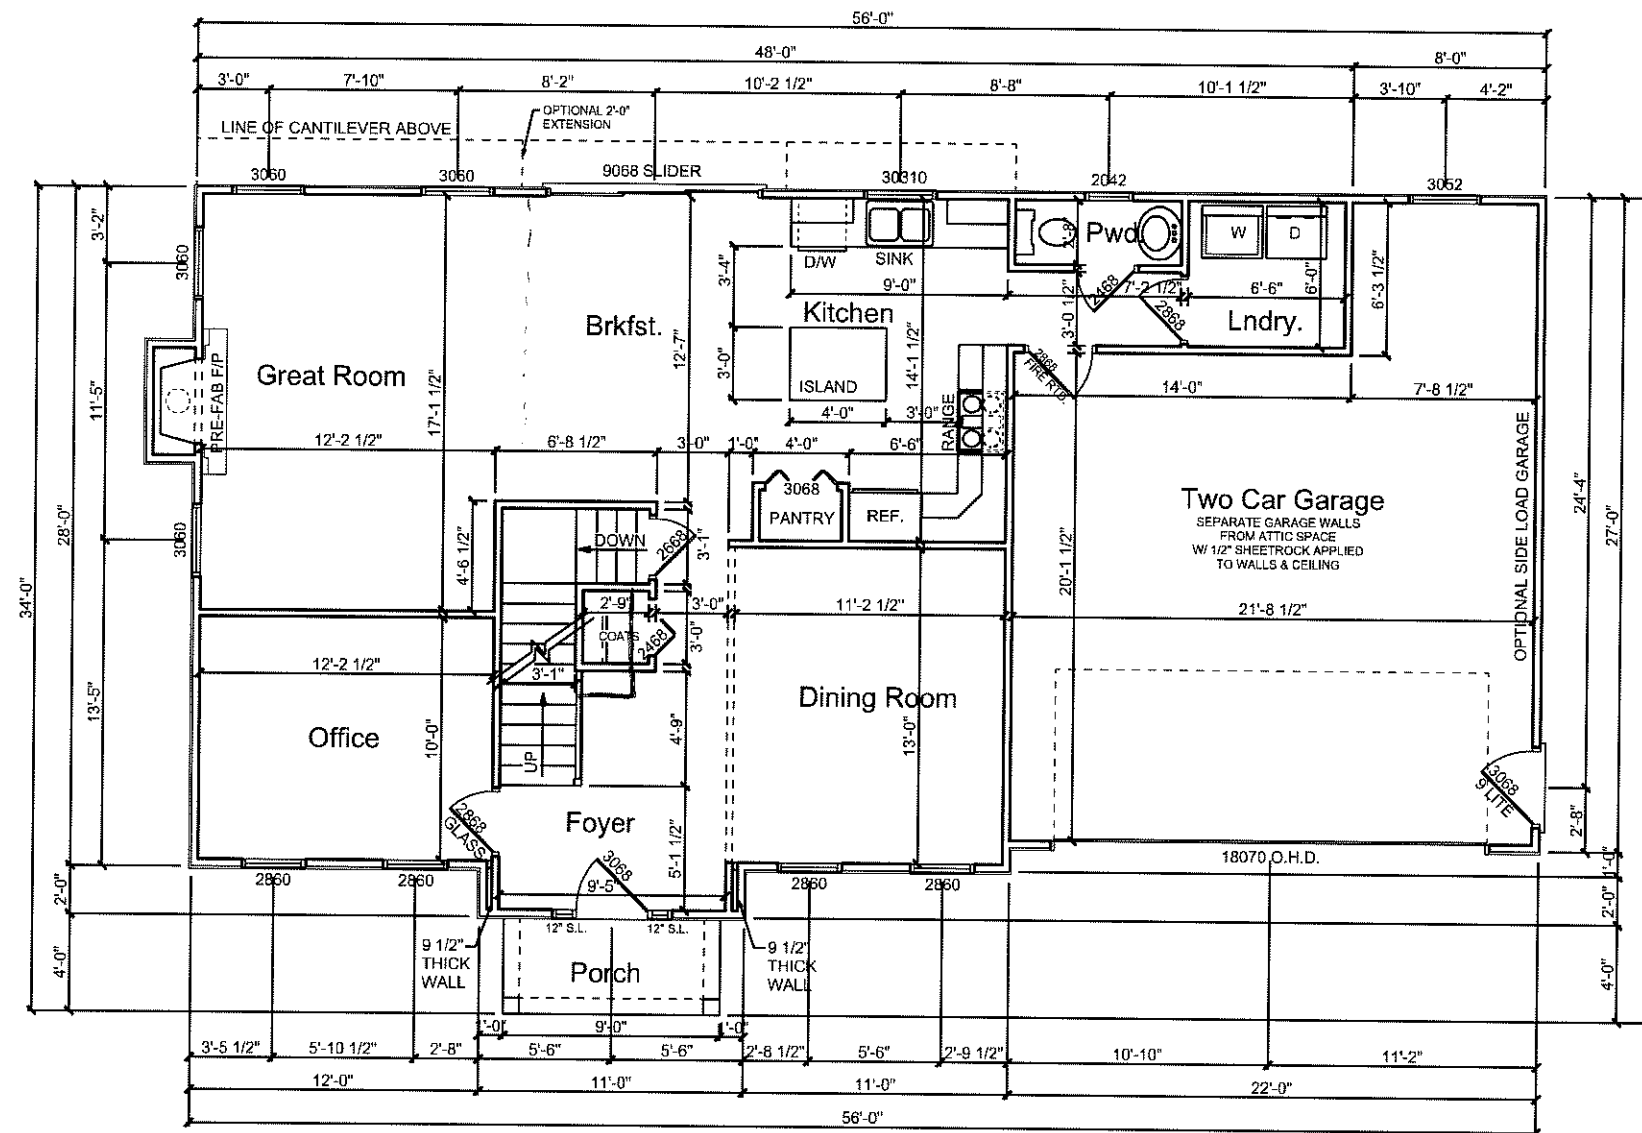 56'-0"
48'-0"
8'-0"
3'-0" 7'-10" 8'-2" 10'-2 1/2" 8'-8" 10'-1 1/2" 3'-10" 4'-2"
OPTIONAL 2'-0"
EXTENSION
LINE OF CANTILEVER ABOVE
9068 SLIDER
3060 3060 30310 2042 3052
3'-2"
3060
D/W
SINK
Pwd.
W
D
3'-4"
9'-0"
7'-2 1/2"
2468
6'-6"
6'-0"
6'-3 1/2"
Kitchen
Brkfst.
12'-7"
3'-0 1/2"
2868
Lndry.
Great Room
PRE-FAB F/P
11'-5"
17'-1 1/2"
3'-0"
ISLAND
14'-1 1/2"
4'-0"
3'-0"
RANGE
2868
FIRE RTD.
14'-0"
7'-8 1/2"
12'-2 1/2" 6'-8 1/2" 3'-0" 1'-0" 4'-0" 6'-6"
3068
PANTRY
REF.
Two Car Garage
SEPARATE GARAGE WALLS
FROM ATTIC SPACE
W/ 1/2" SHEETROCK APPLIED
TO WALLS & CEILING
OPTIONAL SIDE LOAD GARAGE
24'-4"
27'-0"
28'-0"
34'-0"
3060
4'-6 1/2"
DOWN
2668
3'-1"
20'-1 1/2"
2'-9"
3'-0"
11'-2 1/2"
21'-8 1/2"
COATS
2468
3'-0"
12'-2 1/2"
3'-1"
13'-5"
Office
10'-0"
UP
4'-9"
Dining Room
13'-0"
2868
GLASS
Foyer
5'-1 1/2"
3068
9 LITE
2'-8"
3068
9'-5"
18070 O.H.D.
1'-0"
2860 2860 2860 2860
2'-0"
2'-0"
12" S.L. 12" S.L.
9 1/2"
THICK
WALL
Porch
9 1/2"
THICK
WALL
4'-0"
4'-0"
1'-0" 9'-0" 1'-0"
3'-5 1/2" 5'-10 1/2" 2'-8" 5'-6" 5'-6" 2'-8 1/2" 5'-6" 2'-9 1/2" 10'-10" 11'-2"
12'-0" 11'-0" 11'-0" 22'-0"
56'-0"